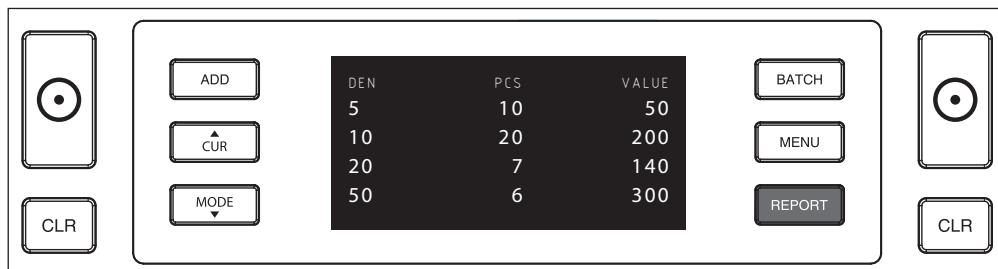 ADD
CUR
MODE
CLR
DEN PCS VALUE
5 10 50
10 20 200
20 7 140
50 6 300
BATCH
MENU
REPORT
CLR